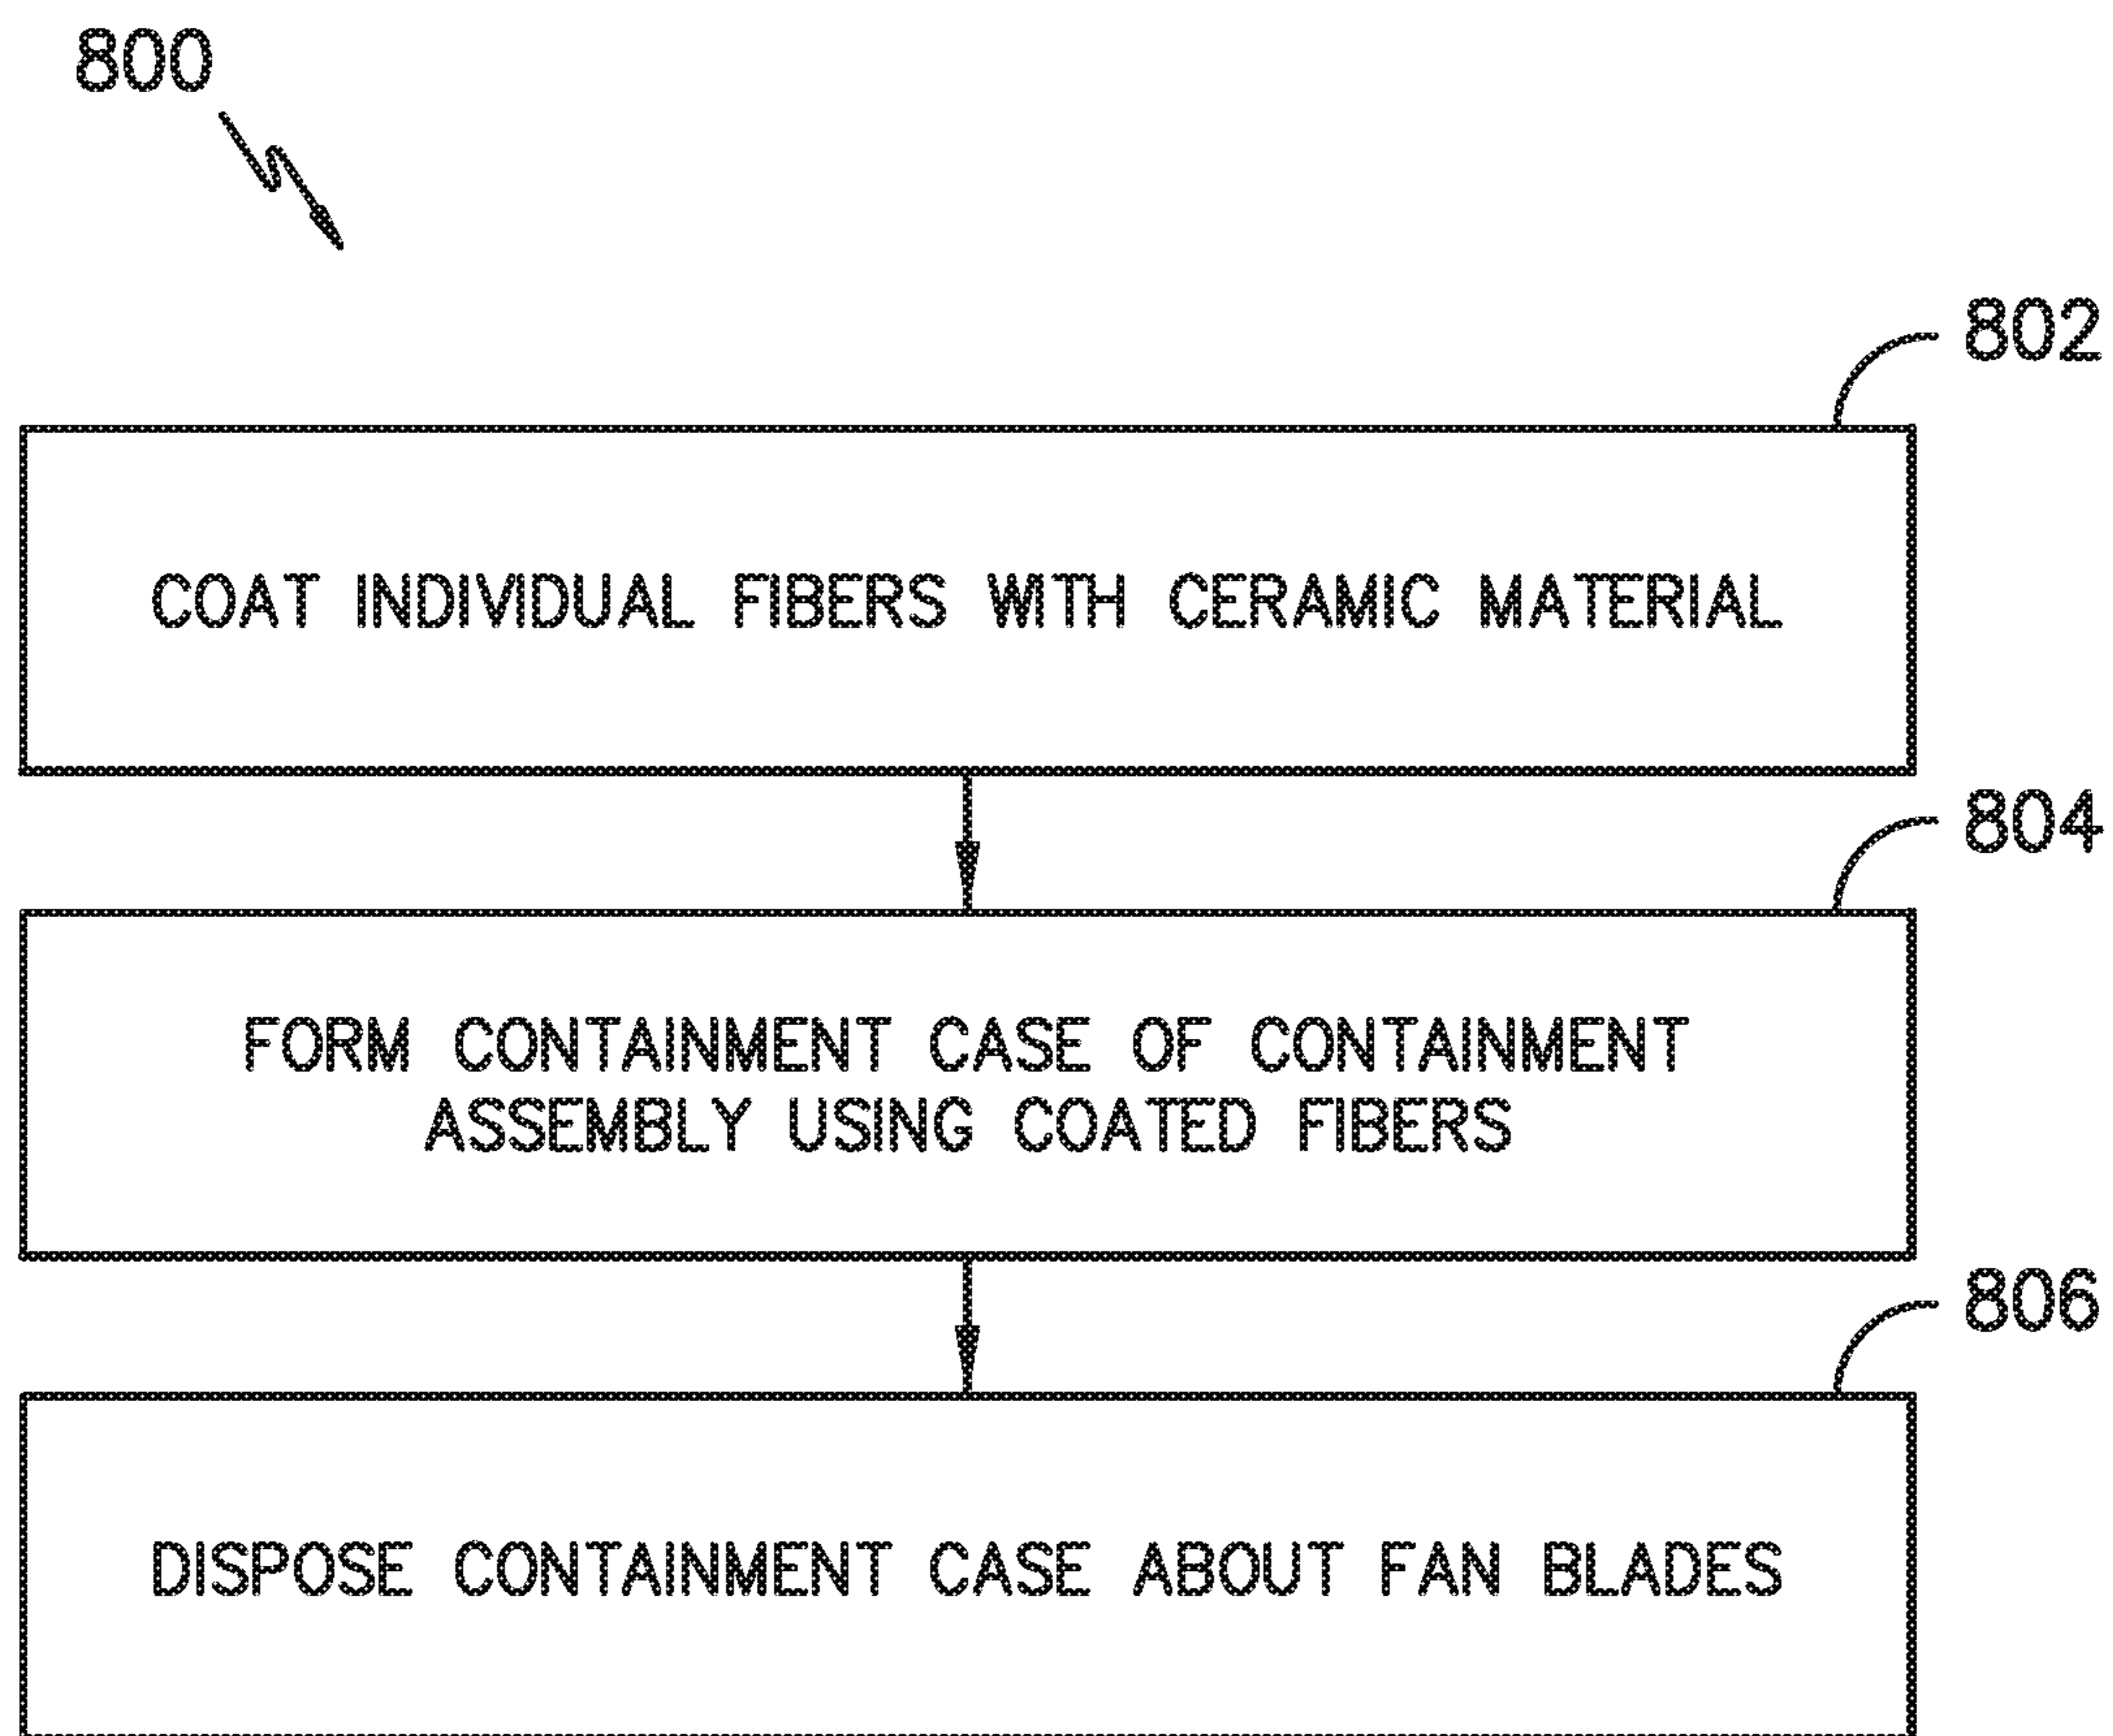 800
802
COAT INDIVIDUAL FIBERS WITH CERAMIC MATERIAL
804
FORM CONTAINMENT CASE OF CONTAINMENT
ASSEMBLY USING COATED FIBERS
806
DISPOSE CONTAINMENT CASE ABOUT FAN BLADES